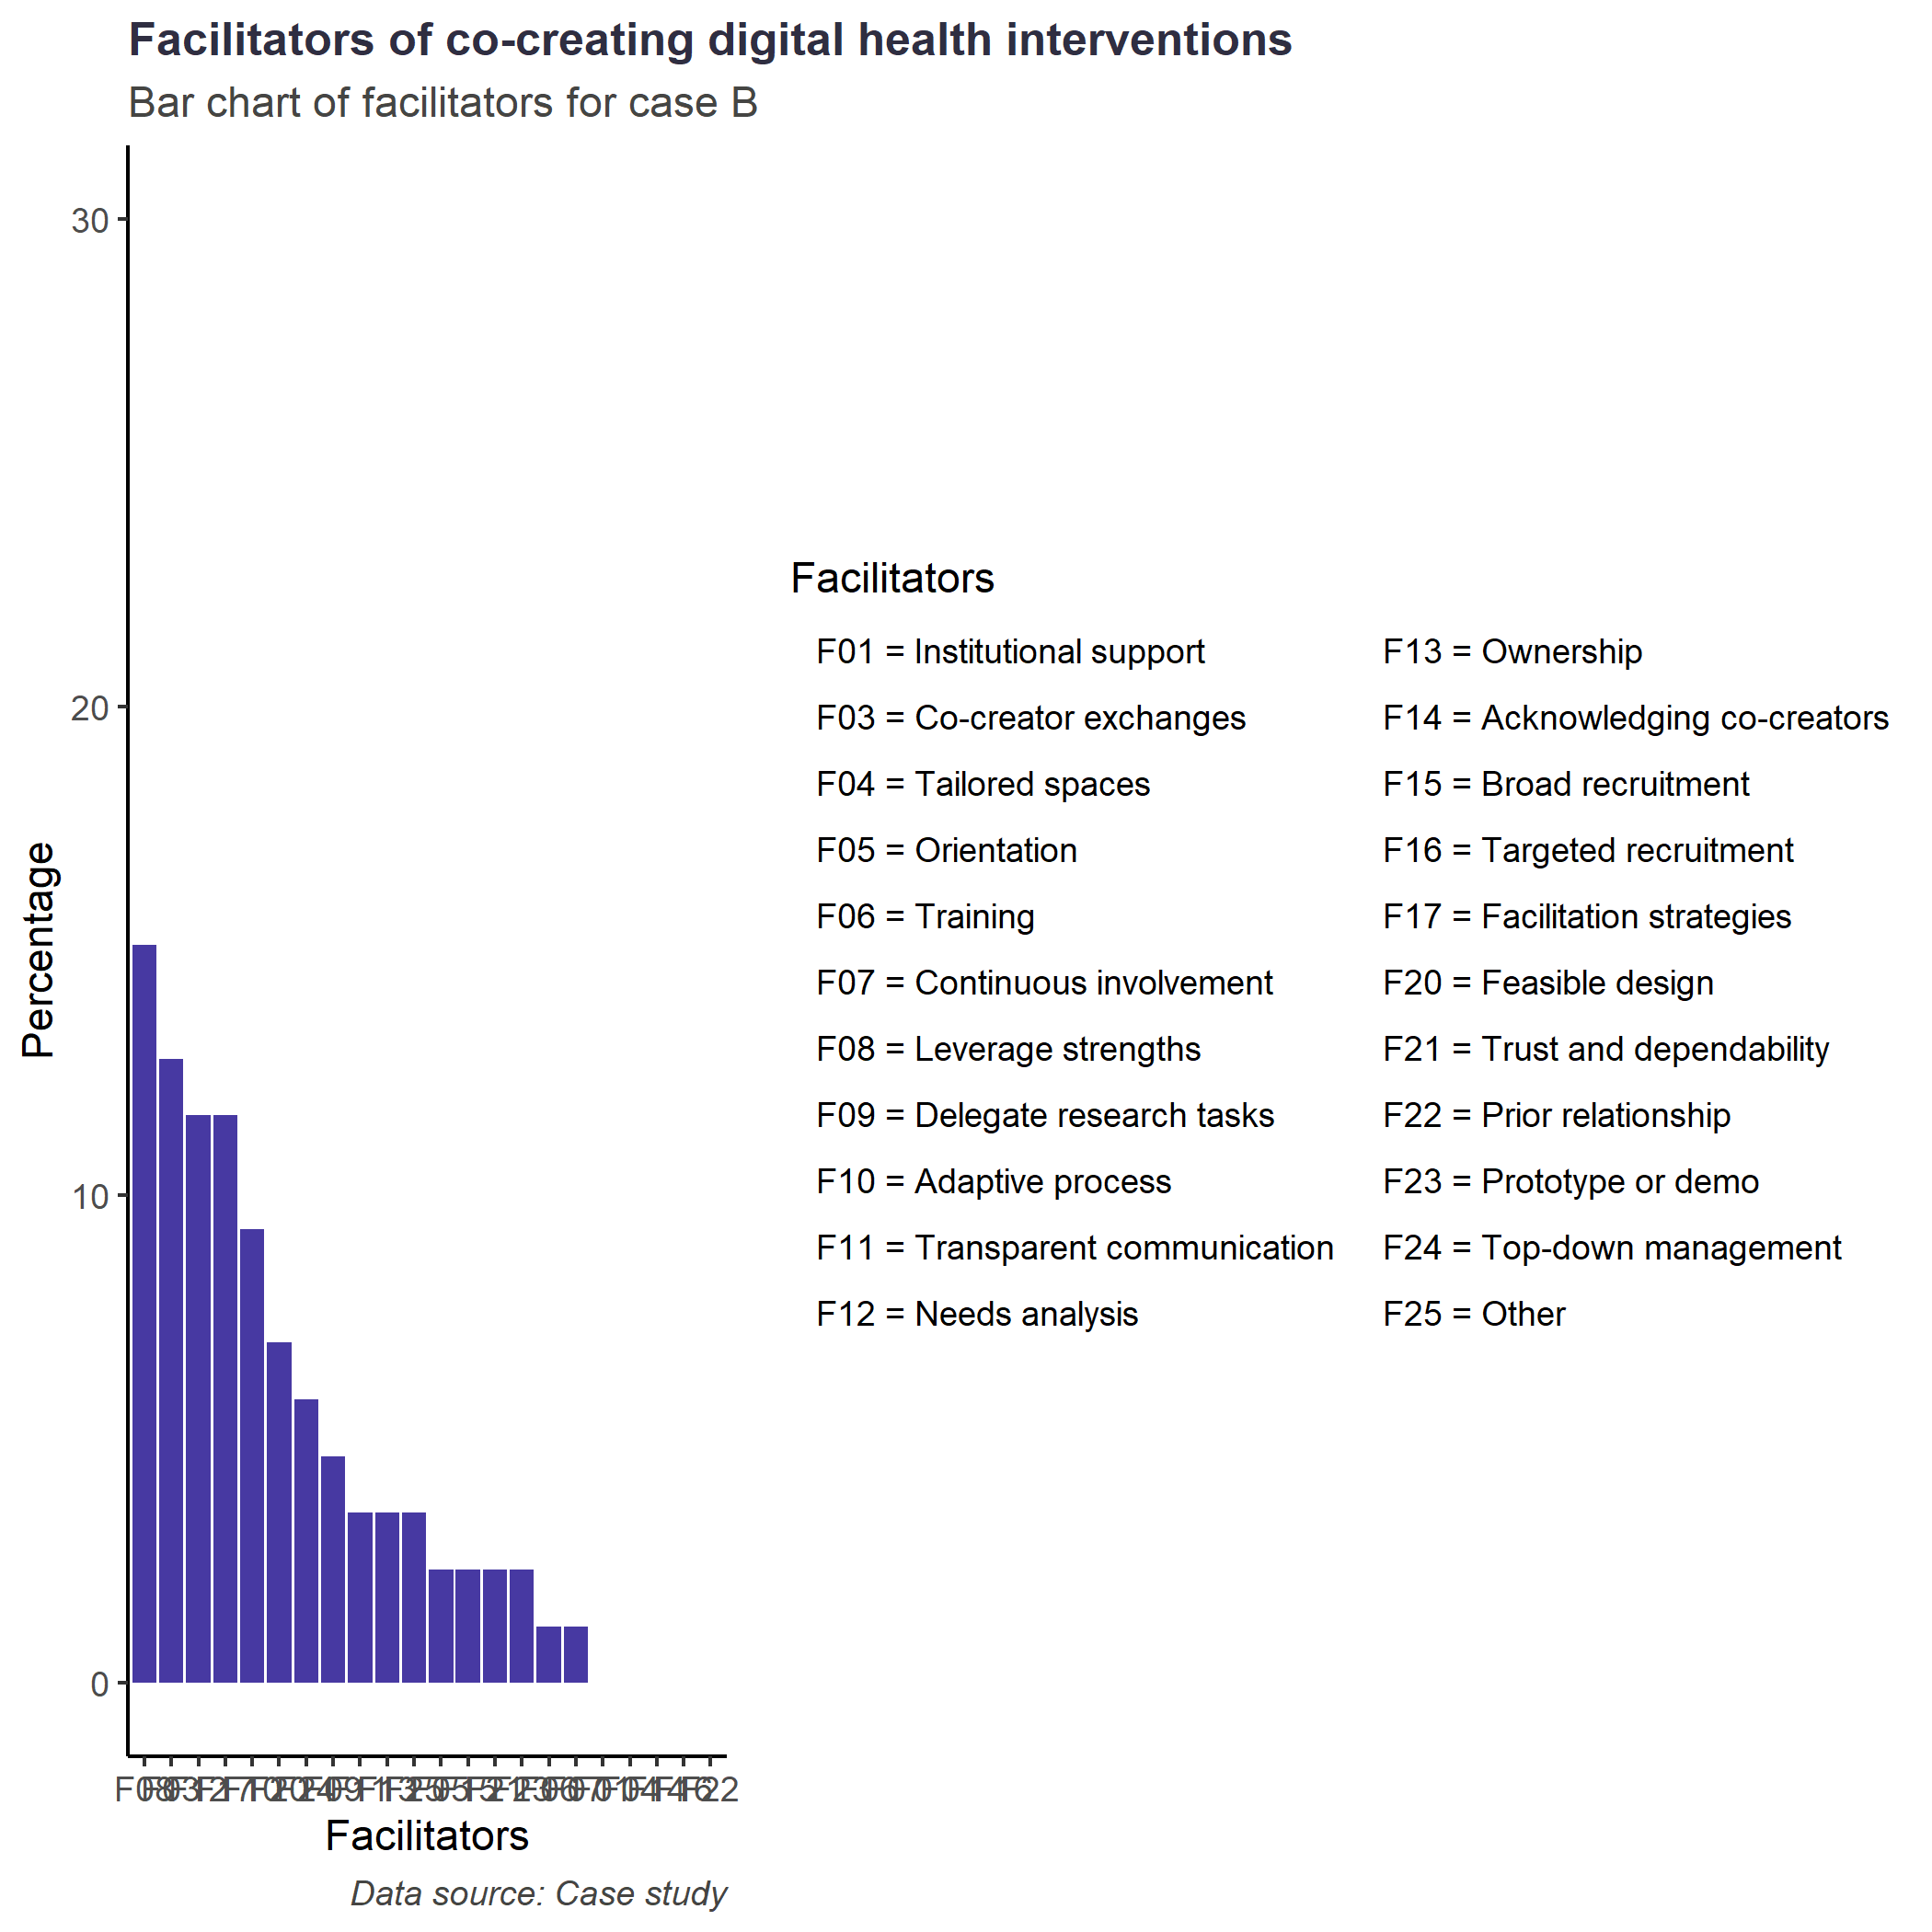 Facilitators of co-creating digital health interventions
Bar chart of facilitators for case B
30
20
10
0
Percentage
Facilitators
F01 = Institutional support
F03 = Co-creator exchanges
F04 = Tailored spaces
F05 = Orientation
F06 = Training
F07 = Continuous involvement
F08 = Leverage strengths
F09 = Delegate research tasks
F10 = Adaptive process
F11 = Transparent communication
F12 = Needs analysis
F13 = Ownership
F14 = Acknowledging co-creators
F15 = Broad recruitment
F16 = Targeted recruitment
F17 = Facilitation strategies
F20 = Feasible design
F21 = Trust and dependability
F22 = Prior relationship
F23 = Prototype or demo
F24 = Top-down management
F25 = Other
F08 F22
Facilitators
Data source: Case study